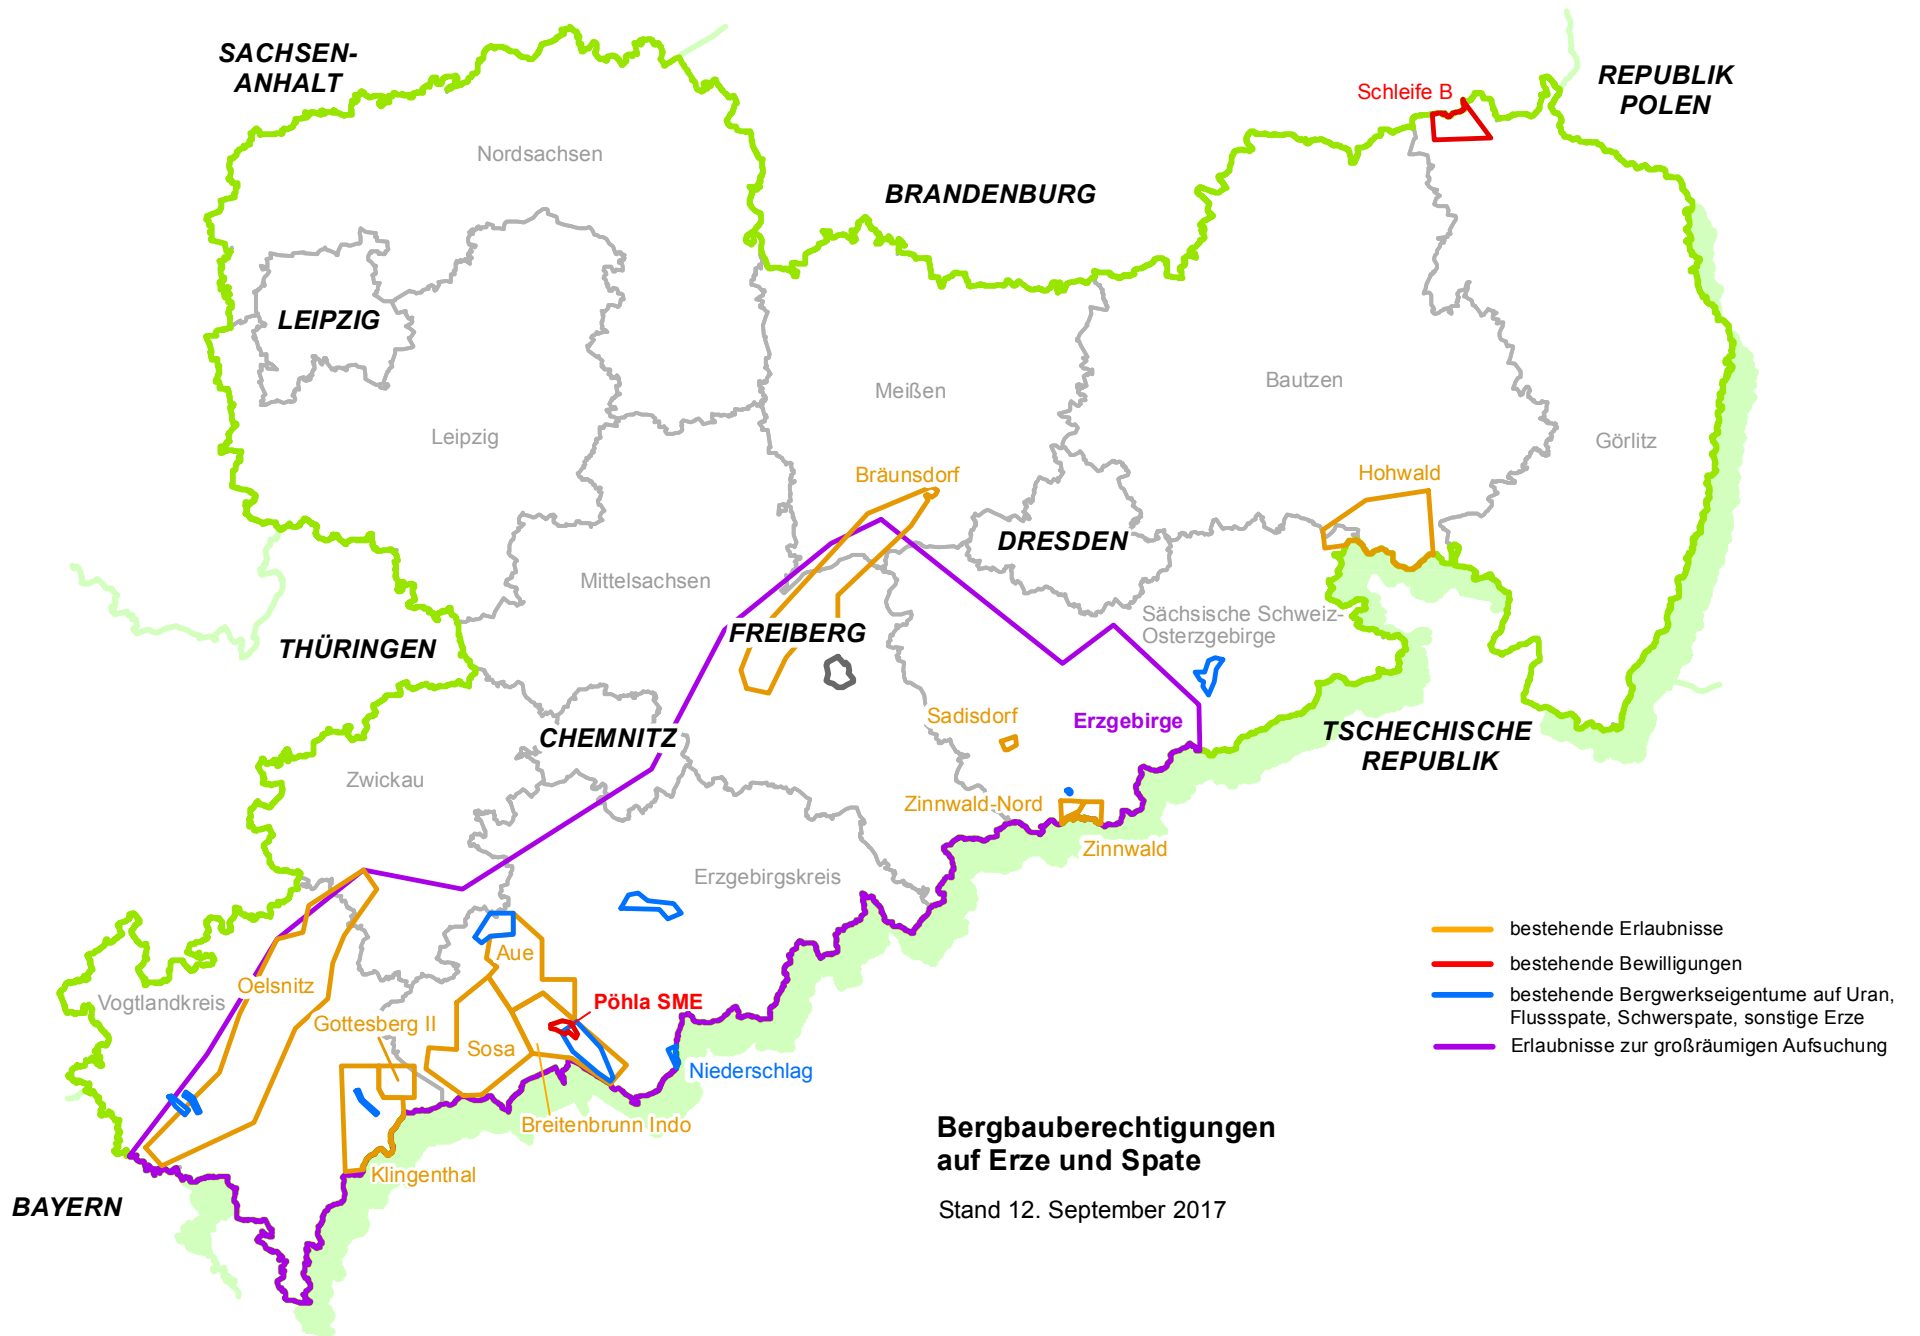 SACHSEN-
ANHALT
REPUBLIK
POLEN
Schleife B
Nordsachsen
BRANDENBURG
LEIPZIG
Meißen
Bautzen
Leipzig
Görlitz
Bräunsdorf
Hohwald
DRESDEN
Mittelsachsen
Sächsische Schweiz-
Osterzgebirge
THÜRINGEN
FREIBERG
Sadisdorf
Erzgebirge
TSCHECHISCHE
REPUBLIK
CHEMNITZ
Zwickau
Zinnwald-Nord
Zinnwald
Erzgebirgskreis
Aue
Oelsnitz
Vogtlandkreis
Pöhla SME
Gottesberg II
Sosa
Niederschlag
Breitenbrunn Indo
Klingenthal
BAYERN
bestehende Erlaubnisse
bestehende Bewilligungen
bestehende Bergwerkseigentume auf Uran,
Flussspate, Schwerspate, sonstige Erze
Erlaubnisse zur großräumigen Aufsuchung
Bergbauberechtigungen
auf Erze und Spate
Stand 12. September 2017